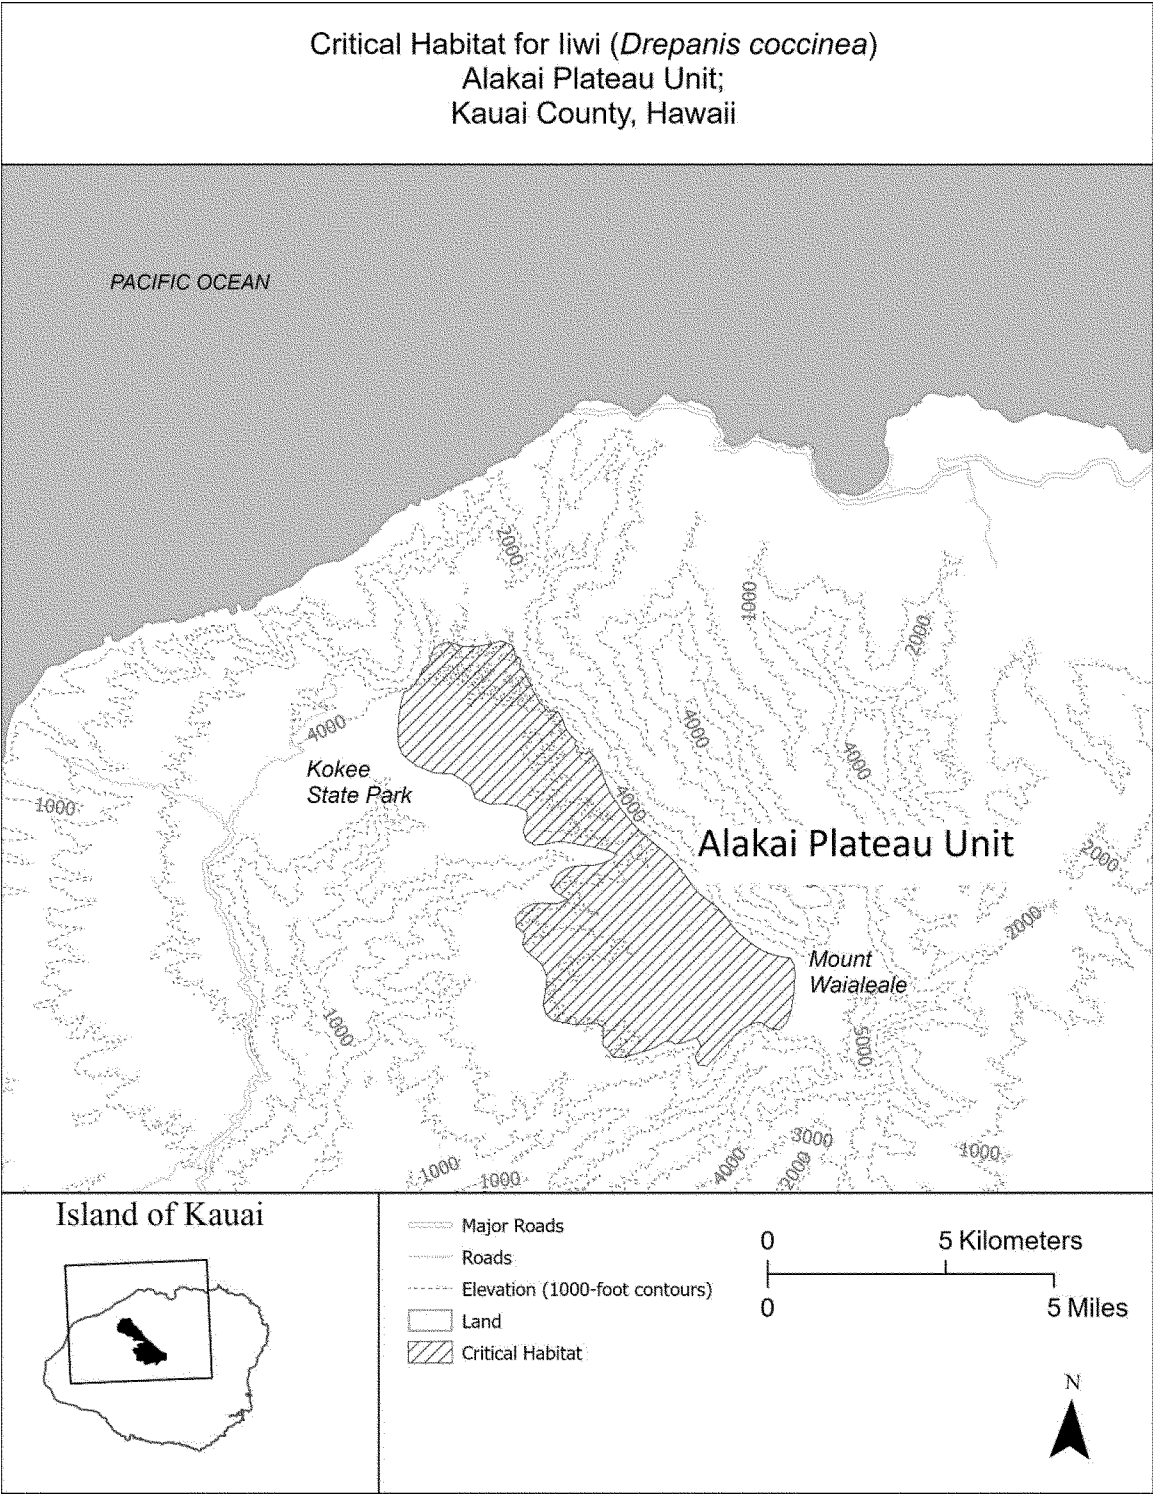 Critical Habitat for Iiwi (Drepanis coccinea)
Alakai Plateau Unit;
Kauai County, Hawaii
PACIFIC OCEAN
2000
1000
2000
4000
4000
4000
Kokee
State Park
4000
1000
Alakai Plateau Unit
2000
2000
Mount
Waialeale
1000
5000
3000
1000
1000
1000
4000
2000
Island of Kauai
Major Roads
Roads
Elevation (1000-foot contours)
Land
Critical Habitat
0
5 Kilometers
0
5 Miles
N